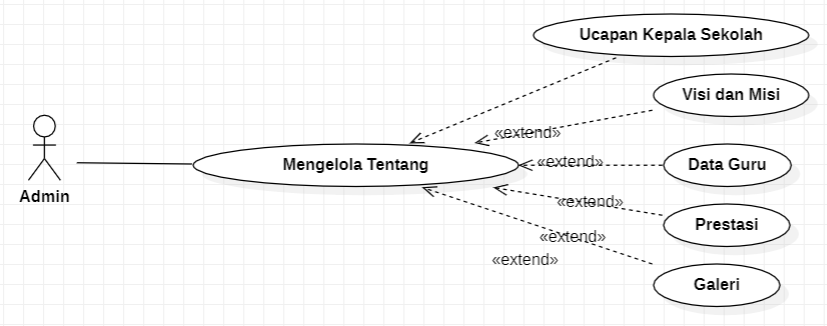 Ucapan Kepala Sekolah
Visi dan Misi
«extend»
Mengelola Tentang
«extend»
Data Guru
Admin
«extend»
Prestasi
«extend»
«extend»
Galeri